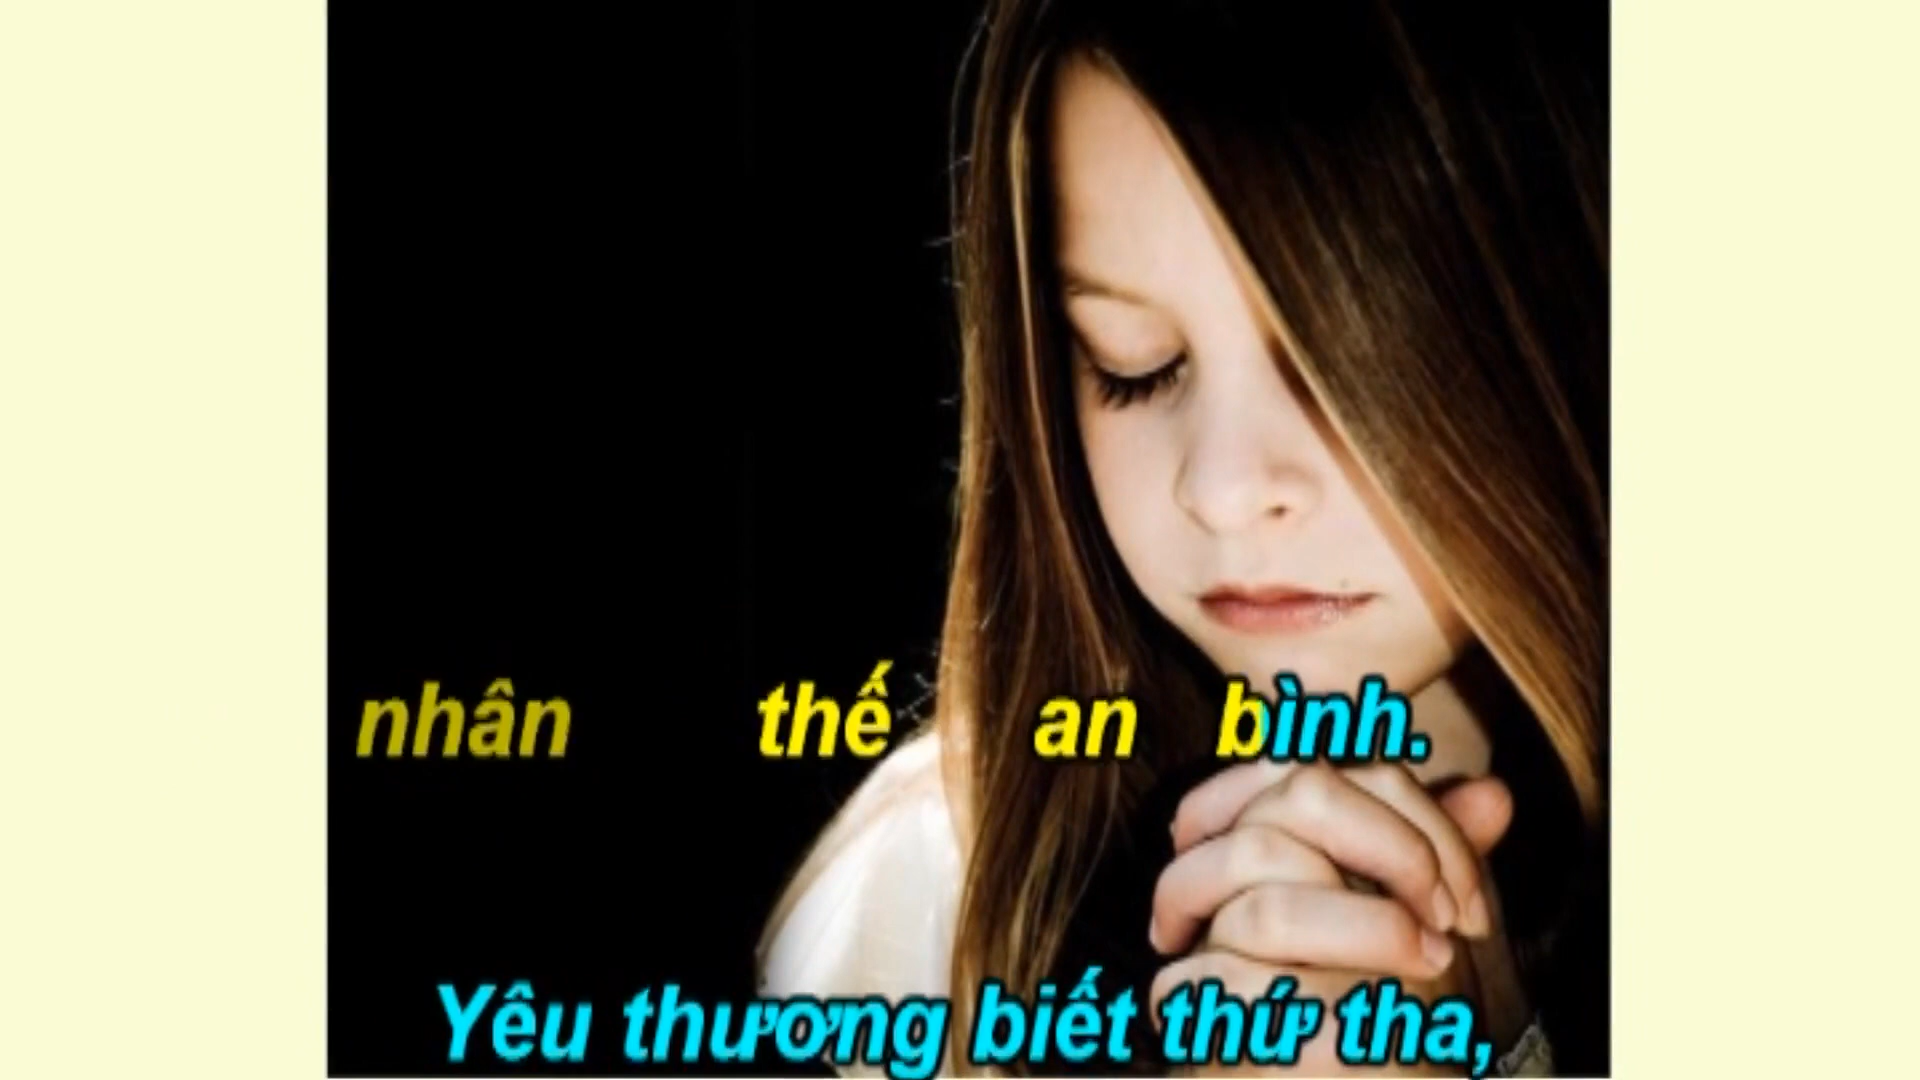 nhân thế an bình.
Yêu thương biết thứ tha,